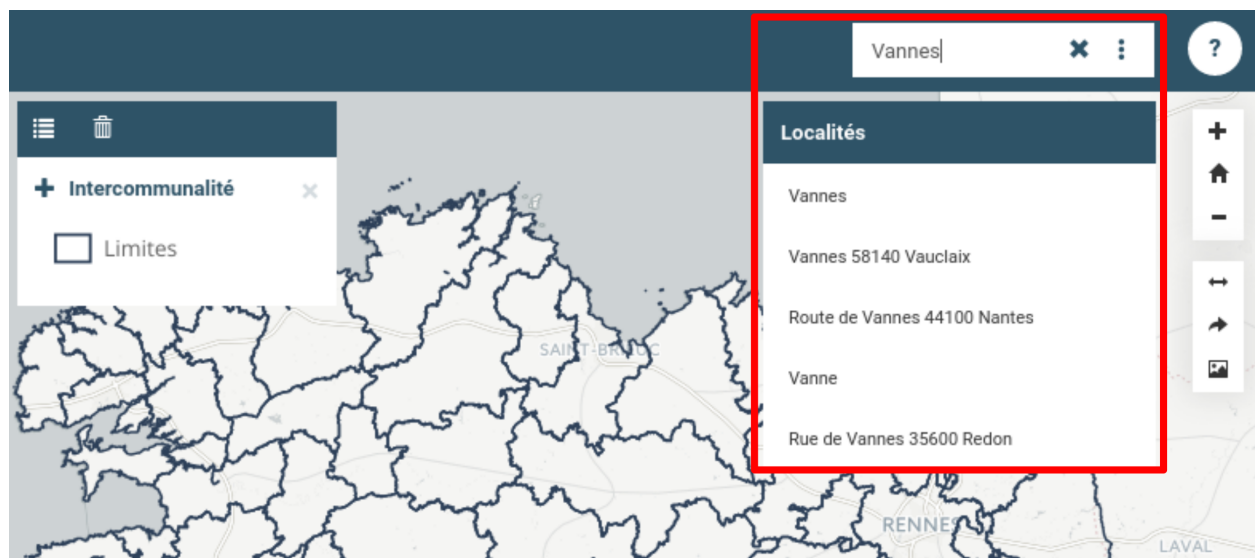 Vannes
?
Localités
Intercommunalité
Limites
Vannes
Vannes 58140 Vauclaix
Route de Vannes 44100 Nantes
Vanne
Rue de Vannes 35600 Redon
SAINT-BRIEUC
RENNES
LAVAL